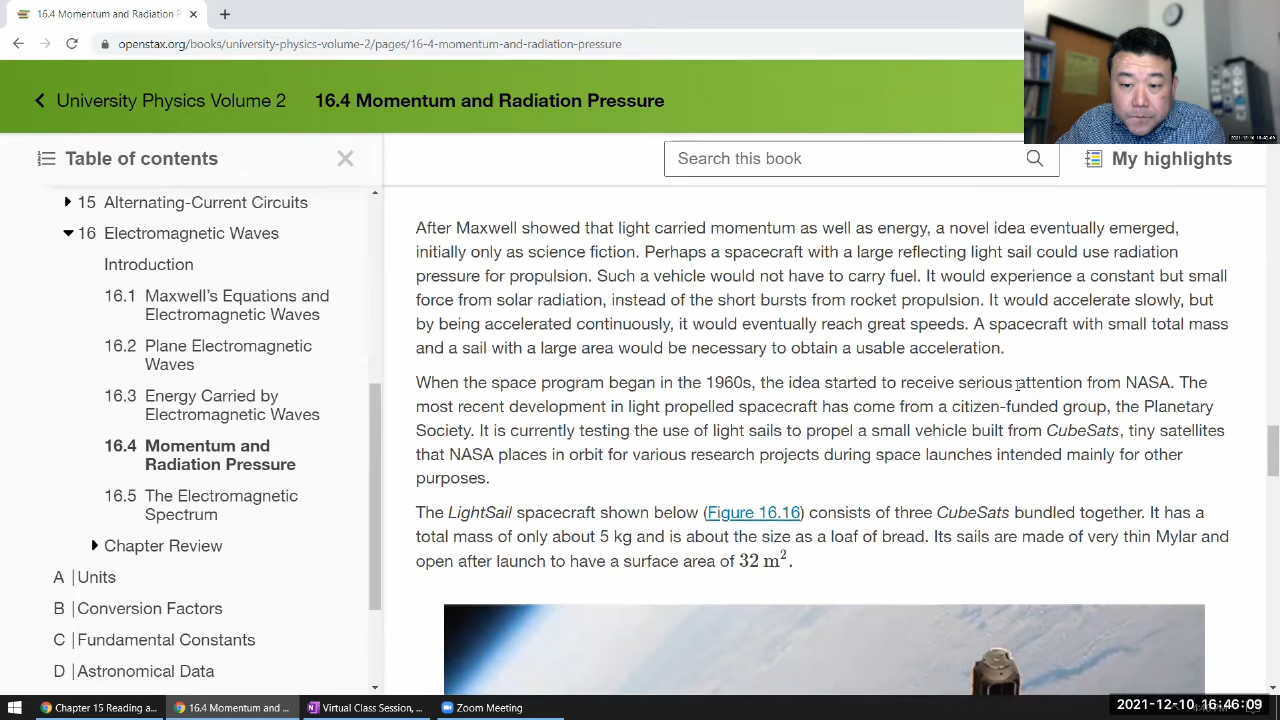 16.4 Momentum and Radiation P
openstax.org/books/university-physics-volume-2/pages/16-4-momentum-and-radiation-pressure
University Physics Volume 2
16.4 Momentum and Radiation Pressure
Table of contents
Search this book
My highlights
15 Alternating-Current Circuits
16 Electromagnetic Waves
Introduction
16.1 Maxwell's Equations and
Electromagnetic Waves
16.2 Plane Electromagnetic
Waves
16.3 Energy Carried by
Electromagnetic Waves
16.4 Momentum and
Radiation Pressure
16.5 The Electromagnetic
Spectrum
Chapter Review
A |Units
B |Conversion Factors
C |Fundamental Constants
D |Astronomical Data
After Maxwell showed that light carried momentum as well as energy, a novel idea eventually emerged,
initially only as science fiction. Perhaps a spacecraft with a large reflecting light sail could use radiation
pressure for propulsion. Such a vehicle would not have to carry fuel. It would experience a constant but small
force from solar radiation, instead of the short bursts from rocket propulsion. It would accelerate slowly, but
by being accelerated continuously, it would eventually reach great speeds. A spacecraft with small total mass
and a sail with a large area would be necessary to obtain a usable acceleration.
When the space program began in the 1960s, the idea started to receive serious attention from NASA. The
most recent development in light propelled spacecraft has come from a citizen-funded group, the Planetary
Society. It is currently testing the use of light sails to propel a small vehicle built from CubeSats, tiny satellites
that NASA places in orbit for various research projects during space launches intended mainly for other
purposes.
The LightSail spacecraft shown below (Figure 16.16) consists of three CubeSats bundled together. It has a
total mass of only about 5 kg and is about the size as a loaf of bread. Its sails are made of very thin Mylar and
open after launch to have a surface area of 32 m².
2021-12-10 16:46:09
Chapter 15 Reading a...
16.4 Momentum and ...
Virtual Class Session, ...
Zoom Meeting
2021-12-10 16:46:09